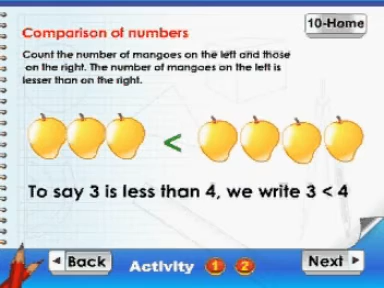 10-Home
Comparison of numbers
Count the number of mangoes on the left and those
on the right. The number of mangoes on the left is
lesser than on the right.
<
To say 3 is less than 4, we write 3 < 4
Back
Activity 1 2
Next